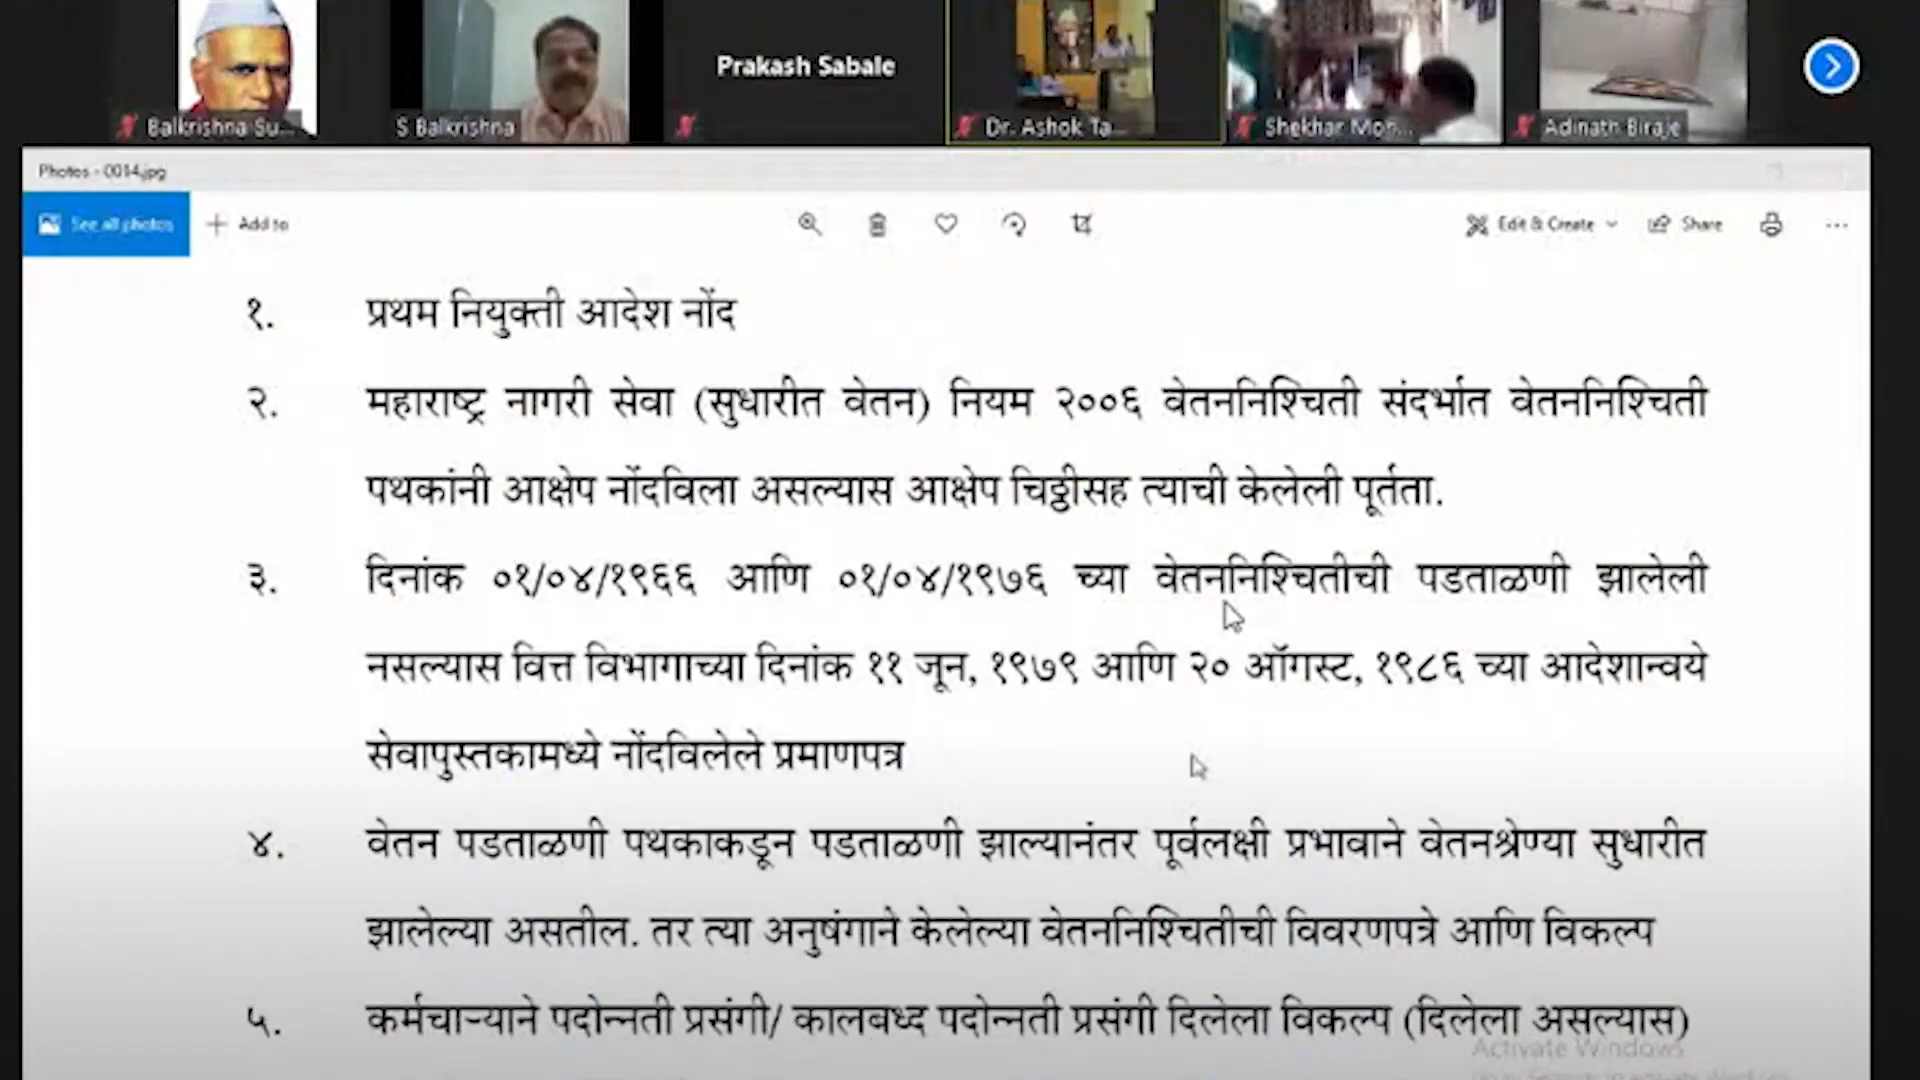 Balkrishna Su...
S Balkrishna
Prakash Sabale
Dr. Ashok Ta...
Shekhar Moh...
Adinath Biraje
Photos - 0014.jpg
See all photos
Add to
Edit & Create
Share
१. प्रथम नियुक्ती आदेश नोंद
२. महाराष्ट्र नागरी सेवा (सुधारीत वेतन) नियम २००६ वेतननिश्चिती संदर्भात वेतननिश्चिती
पथकांनी आक्षेप नोंदविला असल्यास आक्षेप चिठ्ठीसह त्याची केलेली पूर्तता.
३. दिनांक ०१/०४/१९६६ आणि ०१/०४/१९७६ च्या वेतननिश्चितीची पडताळणी झालेली
नसल्यास वित्त विभागाच्या दिनांक ११ जून, १९७९ आणि २० ऑगस्ट, १९८६ च्या आदेशान्वये
सेवापुस्तकामध्ये नोंदविलेले प्रमाणपत्र
४. वेतन पडताळणी पथकाकडून पडताळणी झाल्यानंतर पूर्वलक्षी प्रभावाने वेतनश्रेण्या सुधारीत
झालेल्या असतील. तर त्या अनुषंगाने केलेल्या वेतननिश्चितीची विवरणपत्रे आणि विकल्प
५. कर्मचाऱ्याने पदोन्नती प्रसंगी/ कालबध्द पदोन्नती प्रसंगी दिलेला विकल्प (दिलेला असल्यास)
Activate Windows